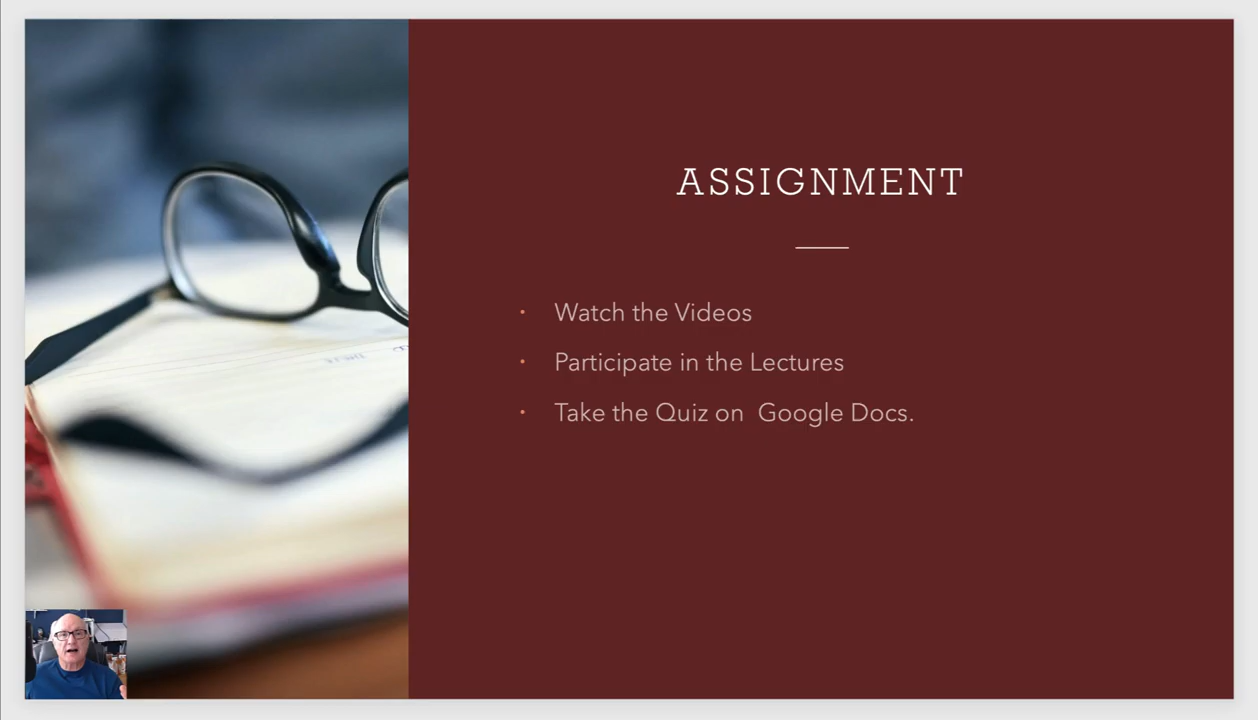 ASSIGNMENT
Watch the Videos
Participate in the Lectures
Take the Quiz on  Google Docs.